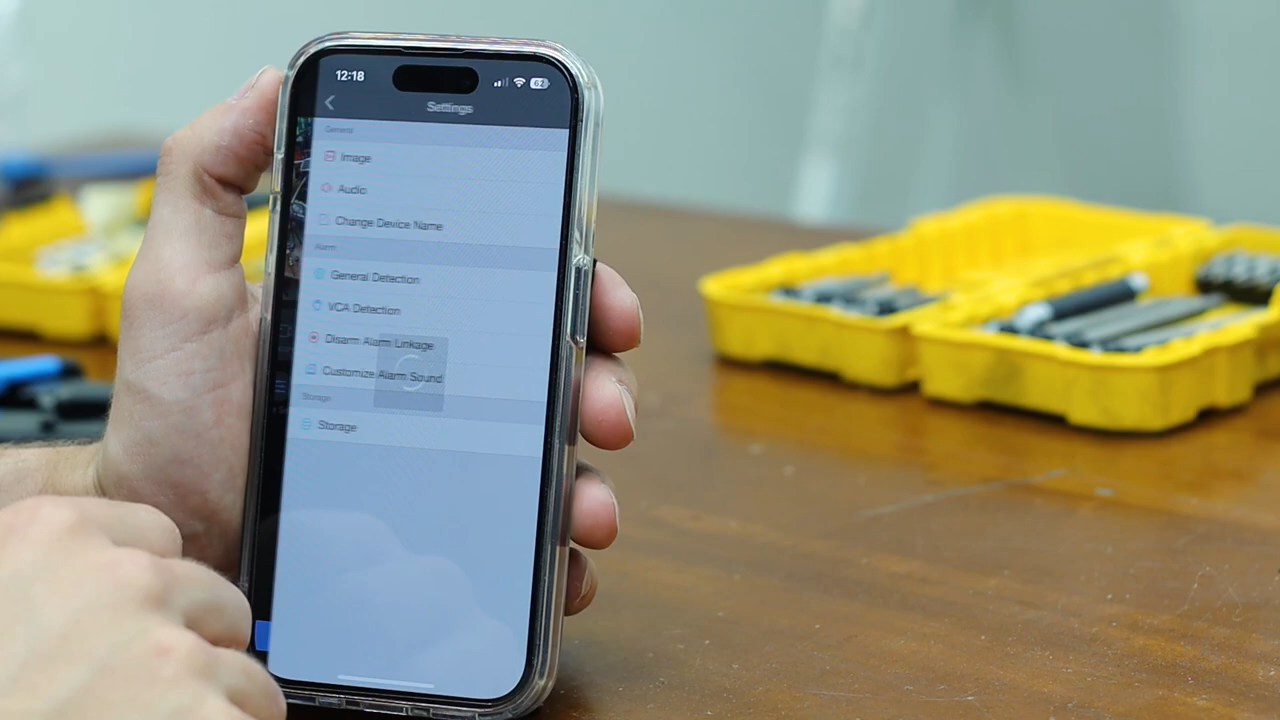 12:18
62
Settings
General
Image
Audio
Change Device Name
Alarm
General Detection
VCA Detection
Disarm Alarm Linkage
Customize Alarm Sound
Storage
Storage